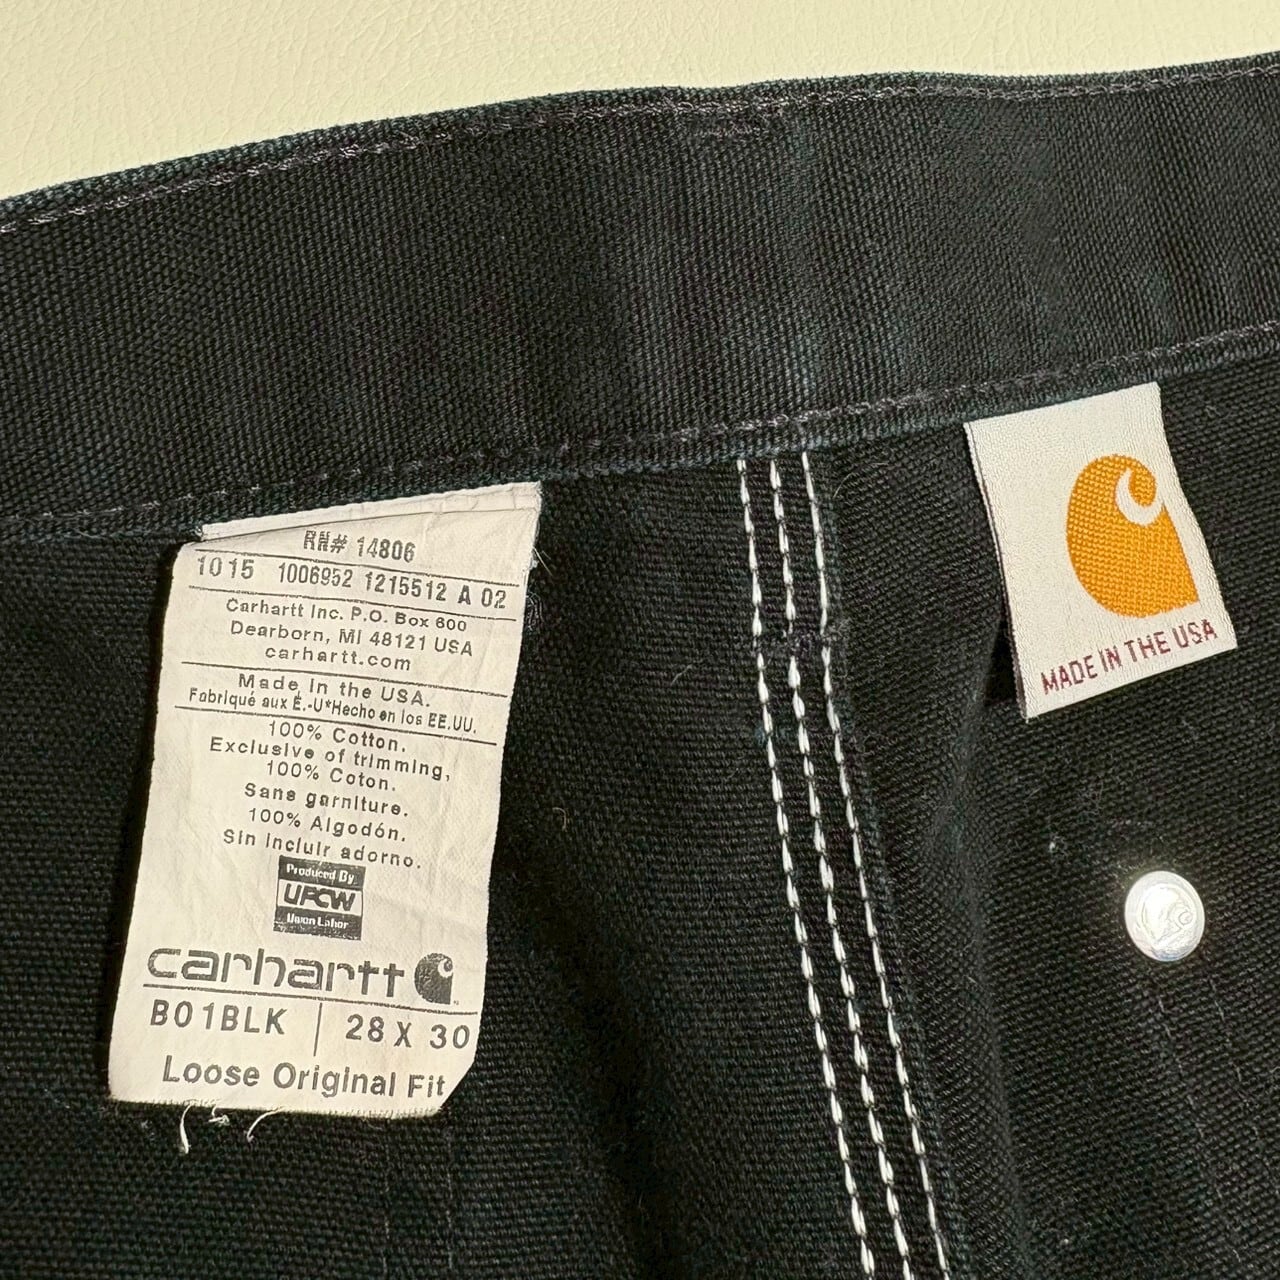 RN# 14806
1015 1006952 1215512 A 02
Carhartt Inc. P.O. Box 600
Dearborn, MI 48121 USA
carhartt.com
Made in the USA.
Fabriqué aux É.-U*Hecho en los EE.UU.
100% Cotton.
Exclusive of trimming,
100% Coton.
Sans garniture.
100% Algodón.
Sin incluir adorno.
Produced By
UFCW
Union Labor
carhartt
B01BLK | 28 X 30
Loose Original Fit
MADE IN THE USA